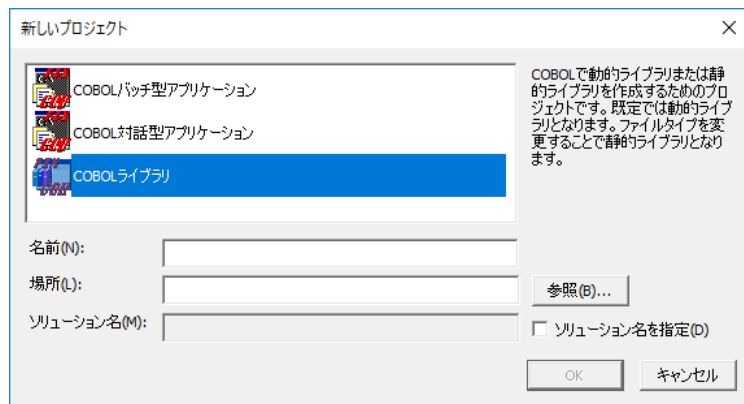 新しいプロジェクト
COBOLバッチ型アプリケーション
COBOL対話型アプリケーション
COBOLライブラリ
COBOLで動的ライブラリまたは静
的ライブラリを作成するためのプロ
ジェクトです。既定では動的ライブ
ラリとなります。ファイルタイプを変
更することで静的ライブラリとなり
ます。
名前(N):
場所(L):
参照(B)...
ソリューション名(M):
ソリューション名を指定(D)
OK
キャンセル